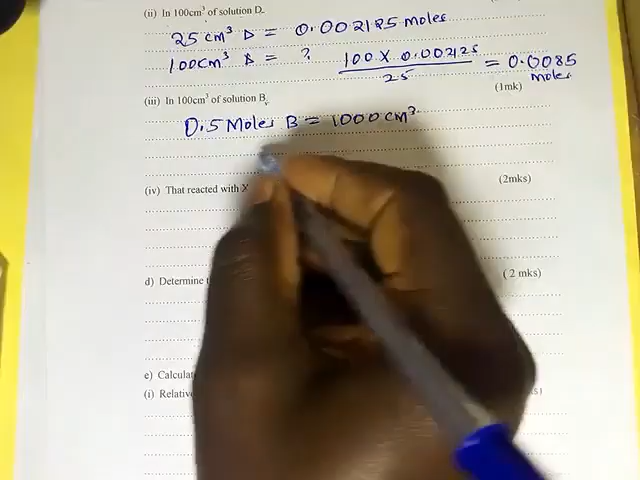 (ii) In 100cm³ of solution D.
25 cm³ D = 0.002125 moles
100cm³ D = ? 100 X 0.002125 / 25 = 0.0085 moles
(1mk)
(iii) In 100cm³ of solution B.
0.5 Moles B = 1000 cm³
(2mks)
(iv) That reacted with X
d) Determine
( 2 mks)
e) Calculat
(i) Relative